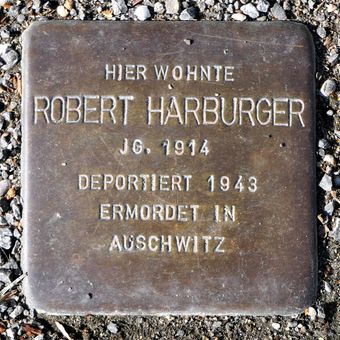 HIER WOHNTE
ROBERT HARBURGER
JG. 1914
DEPORTIERT 1943
ERMORDET IN
AUSCHWITZ